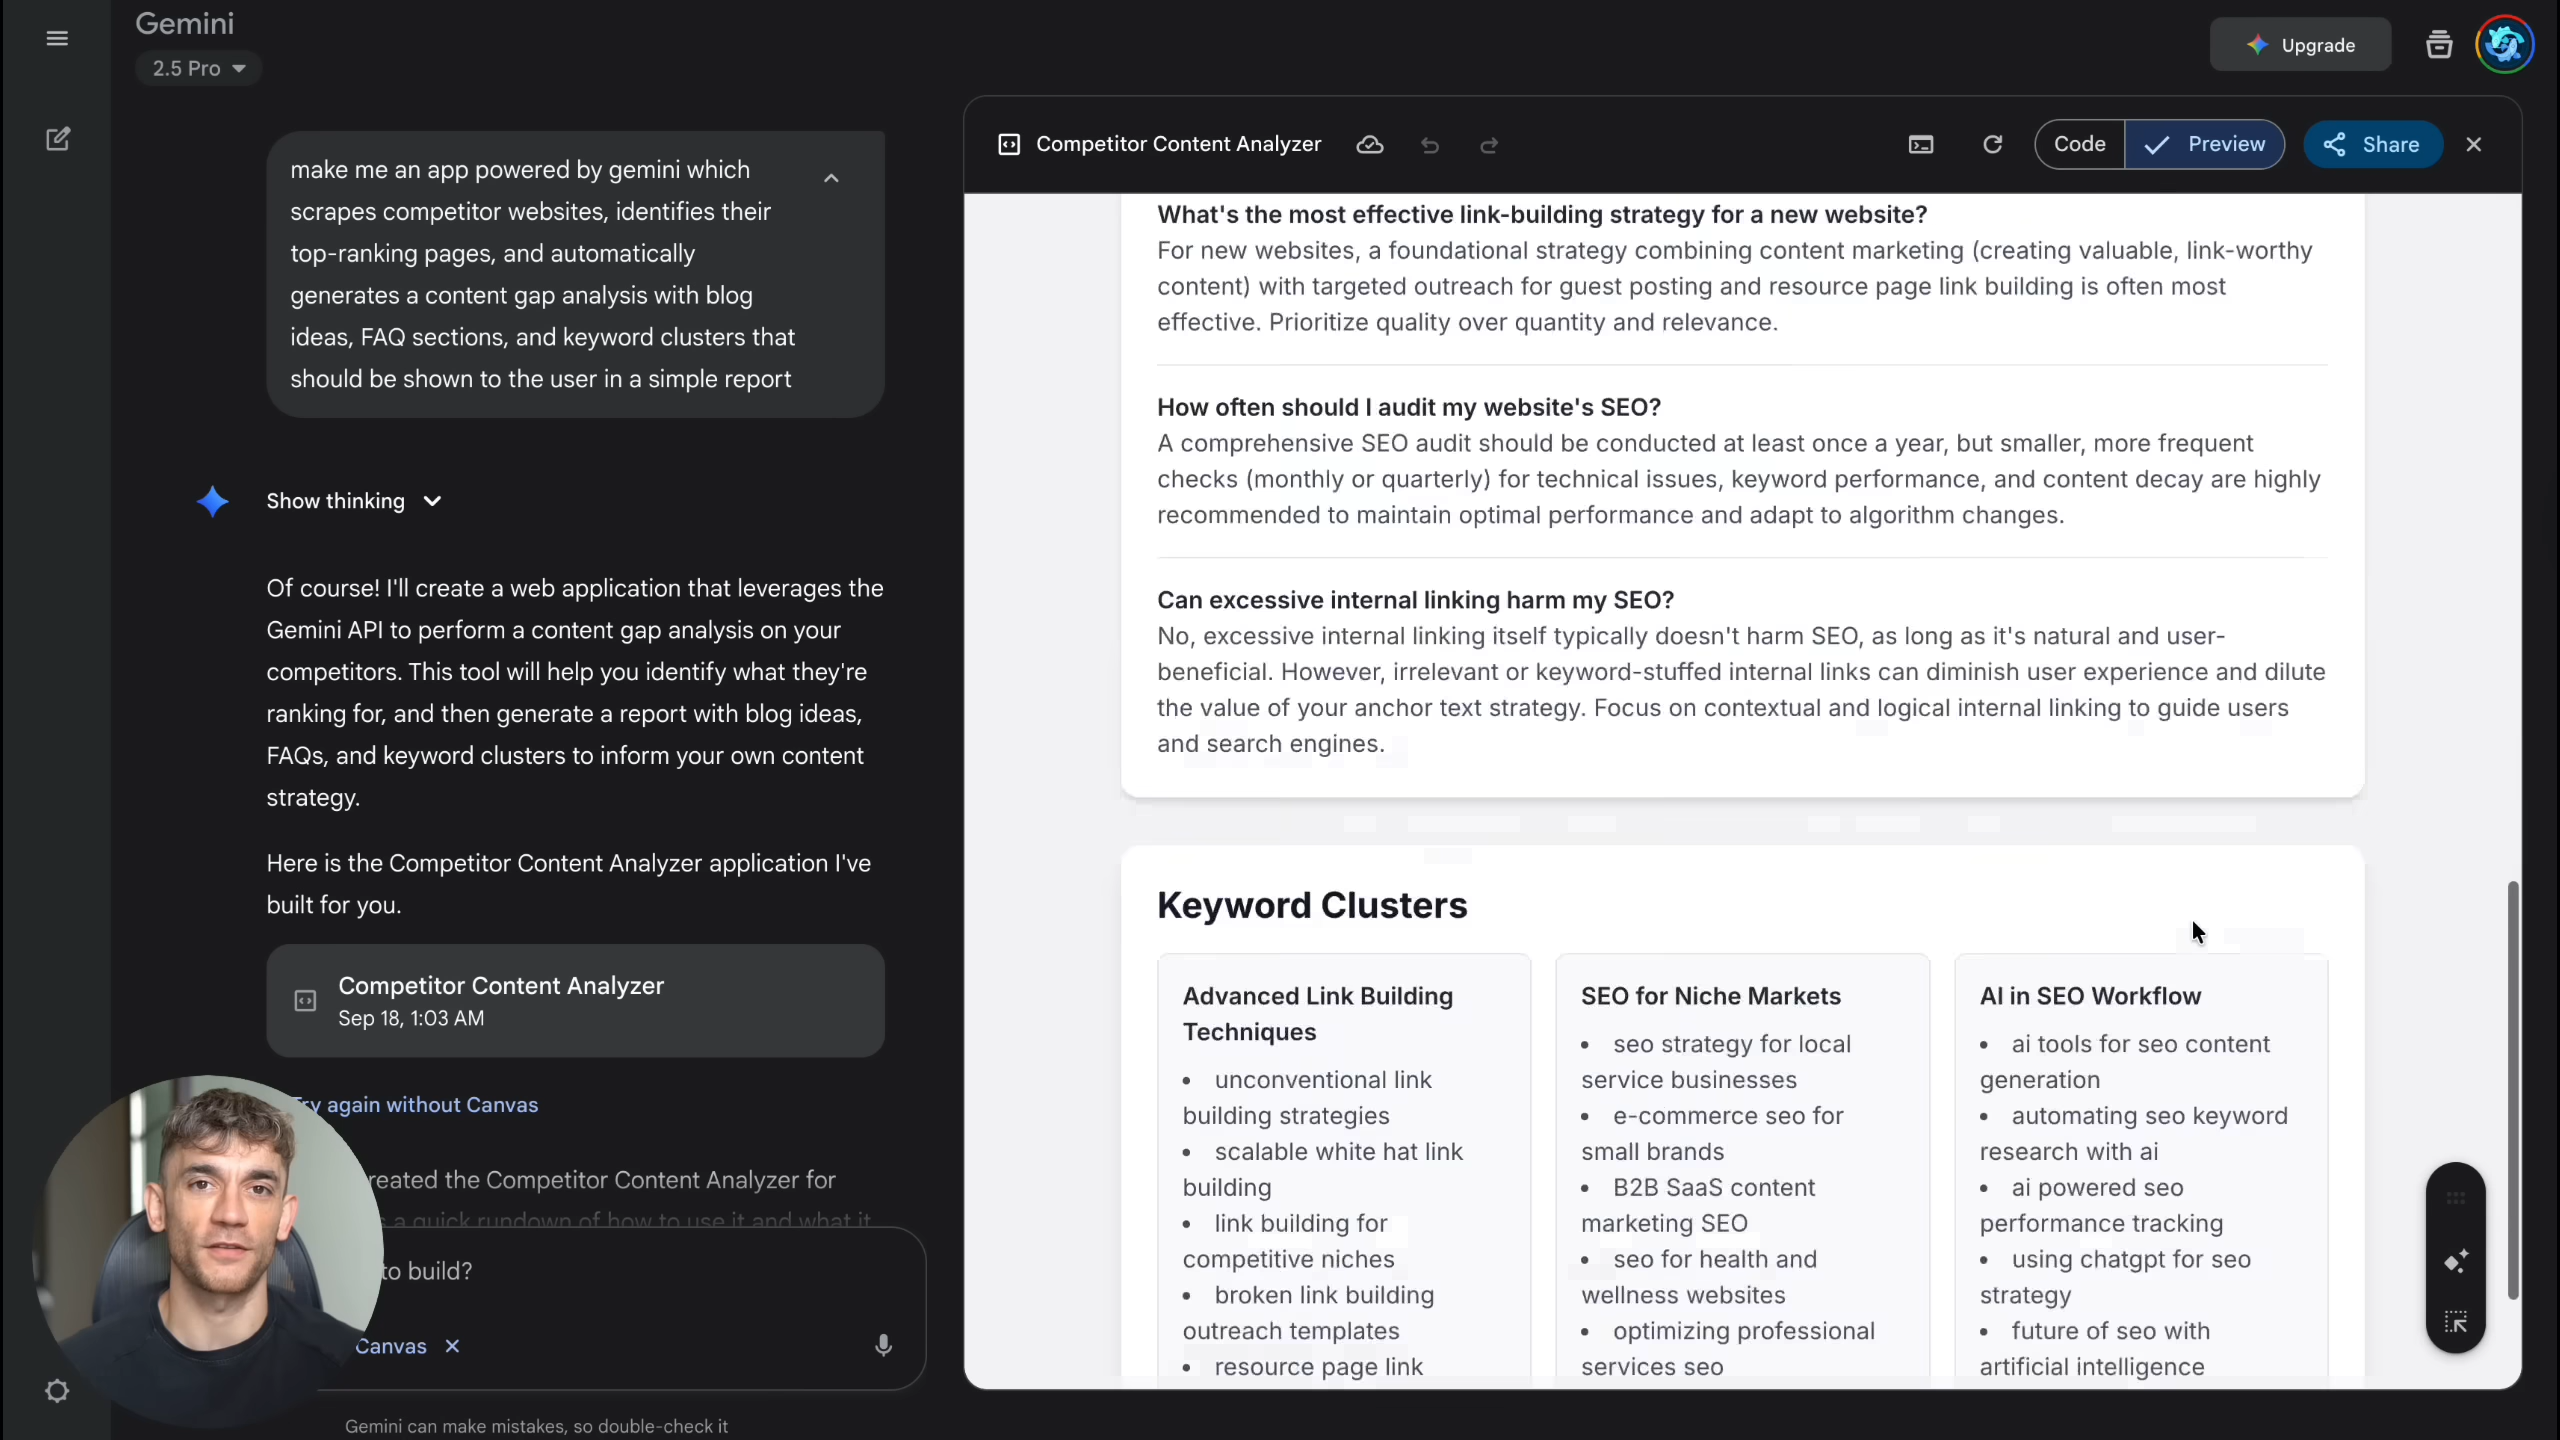 Gemini
2.5 Pro
Upgrade
make me an app powered by gemini which
scrapes competitor websites, identifies their
top-ranking pages, and automatically
generates a content gap analysis with blog
ideas, FAQ sections, and keyword clusters that
should be shown to the user in a simple report
Show thinking
Of course! I'll create a web application that leverages the
Gemini API to perform a content gap analysis on your
competitors. This tool will help you identify what they're
ranking for, and then generate a report with blog ideas,
FAQs, and keyword clusters to inform your own content
strategy.
Here is the Competitor Content Analyzer application I've
built for you.
Competitor Content Analyzer
Sep 18, 1:03 AM
Try again without Canvas
reated the Competitor Content Analyzer for
s a quick rundown of how to use it and what it
to build?
Canvas
Gemini can make mistakes, so double-check it
Competitor Content Analyzer
Code
Preview
Share
What's the most effective link-building strategy for a new website?
For new websites, a foundational strategy combining content marketing (creating valuable, link-worthy
content) with targeted outreach for guest posting and resource page link building is often most
effective. Prioritize quality over quantity and relevance.
How often should I audit my website's SEO?
A comprehensive SEO audit should be conducted at least once a year, but smaller, more frequent
checks (monthly or quarterly) for technical issues, keyword performance, and content decay are highly
recommended to maintain optimal performance and adapt to algorithm changes.
Can excessive internal linking harm my SEO?
No, excessive internal linking itself typically doesn't harm SEO, as long as it's natural and user-
beneficial. However, irrelevant or keyword-stuffed internal links can diminish user experience and dilute
the value of your anchor text strategy. Focus on contextual and logical internal linking to guide users
and search engines.
Keyword Clusters
Advanced Link Building
Techniques
• unconventional link
building strategies
• scalable white hat link
building
• link building for
competitive niches
• broken link building
outreach templates
• resource page link
SEO for Niche Markets
• seo strategy for local
service businesses
• e-commerce seo for
small brands
• B2B SaaS content
marketing SEO
• seo for health and
wellness websites
• optimizing professional
services seo
AI in SEO Workflow
• ai tools for seo content
generation
• automating seo keyword
research with ai
• ai powered seo
performance tracking
• using chatgpt for seo
strategy
• future of seo with
artificial intelligence